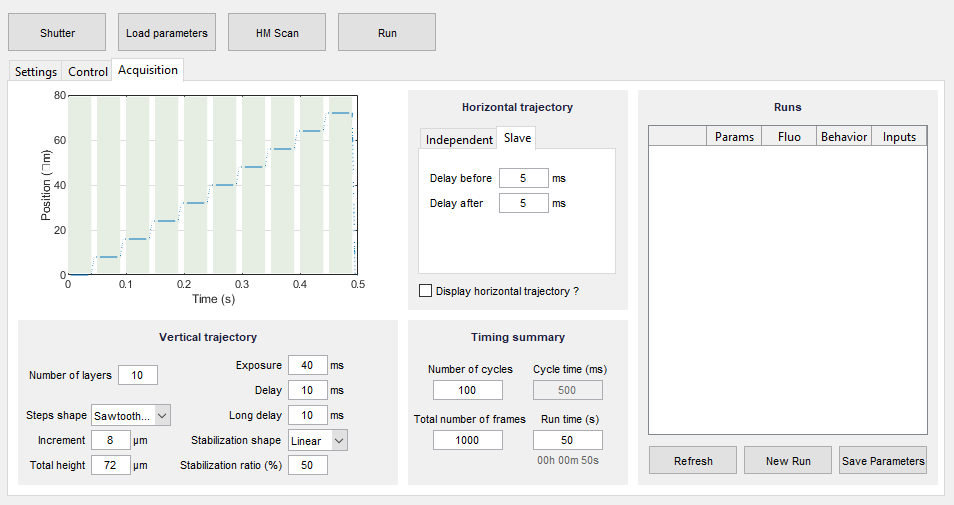 Shutter
Load parameters
HM Scan
Run
Settings
Control
Acquisition
80
60
40
20
0
Position (□m)
0
0.1
0.2
0.3
0.4
0.5
Time (s)
Horizontal trajectory
Independent
Slave
Delay before
5
ms
Delay after
5
ms
Display horizontal trajectory ?
Runs
Params
Fluo
Behavior
Inputs
Vertical trajectory
Number of layers
10
Steps shape
Sawtooth...
Increment
8
µm
Total height
72
µm
Exposure
40
ms
Delay
10
ms
Long delay
10
ms
Stabilization shape
Linear
Stabilization ratio (%)
50
Timing summary
Number of cycles
100
Cycle time (ms)
500
Total number of frames
1000
Run time (s)
50
00h 00m 50s
Refresh
New Run
Save Parameters